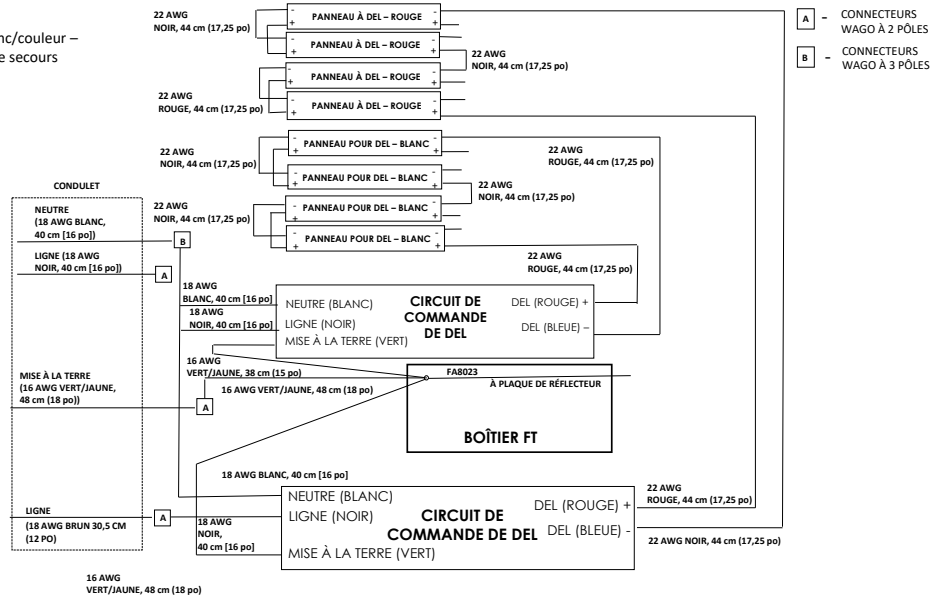 nc/couleur –
e secours
22 AWG
NOIR, 44 cm (17,25 po)
- PANNEAU À DEL – ROUGE -
+ +
- PANNEAU À DEL – ROUGE -
+ +
22 AWG
NOIR, 44 cm (17,25 po)
- PANNEAU À DEL – ROUGE -
+ +
22 AWG
ROUGE, 44 cm (17,25 po)
- PANNEAU À DEL – ROUGE -
+ +
A – CONNECTEURS
WAGO À 2 PÔLES
B – CONNECTEURS
WAGO À 3 PÔLES
22 AWG
NOIR, 44 cm (17,25 po)
- PANNEAU POUR DEL – BLANC -
+ +
22 AWG
ROUGE, 44 cm (17,25 po)
- PANNEAU POUR DEL – BLANC -
+ +
22 AWG
NOIR, 44 cm (17,25 po)
22 AWG
NOIR, 44 cm (17,25 po)
- PANNEAU POUR DEL – BLANC -
+ +
- PANNEAU POUR DEL – BLANC -
+ +
22 AWG
ROUGE, 44 cm (17,25 po)
CONDULET
NEUTRE
(18 AWG BLANC,
40 cm [16 po])
B
LIGNE (18 AWG
NOIR, 40 cm [16 po])
A
18 AWG
BLANC, 40 cm [16 po]
18 AWG
NOIR, 40 cm [16 po]
NEUTRE (BLANC)
LIGNE (NOIR)
MISE À LA TERRE (VERT)
CIRCUIT DE
COMMANDE
DE DEL
DEL (ROUGE) +
DEL (BLEUE) –
16 AWG
VERT/JAUNE, 38 cm (15 po)
16 AWG VERT/JAUNE, 48 cm (18 po)
MISE À LA TERRE
(16 AWG VERT/JAUNE,
48 cm (18 po))
A
FA8023
À PLAQUE DE RÉFLECTEUR
BOÎTIER FT
18 AWG BLANC, 40 cm [16 po]
LIGNE
(18 AWG BRUN 30,5 CM
(12 PO)
A
18 AWG
NOIR,
40 cm [16 po]
NEUTRE (BLANC)
LIGNE (NOIR)
MISE À LA TERRE (VERT)
CIRCUIT DE
COMMANDE DE DEL
DEL (ROUGE) +
DEL (BLEUE) -
22 AWG
ROUGE, 44 cm (17,25 po)
22 AWG NOIR, 44 cm (17,25 po)
16 AWG
VERT/JAUNE, 48 cm (18 po)